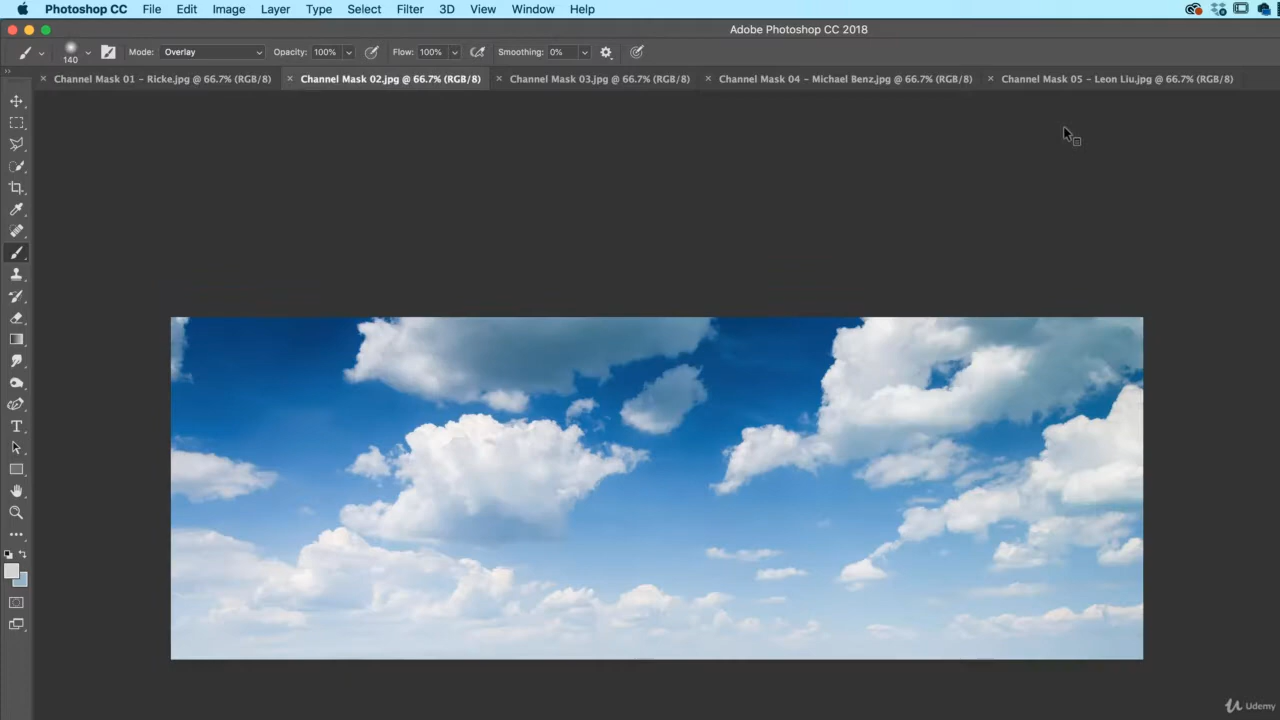 Photoshop CC File Edit Image Layer Type Select Filter 3D View Window Help
Adobe Photoshop CC 2018
140 Mode: Overlay Opacity: 100% Flow: 100% Smoothing: 0%
Channel Mask 01 - Ricke.jpg @ 66.7% (RGB/8) Channel Mask 02.jpg @ 66.7% (RGB/8) Channel Mask 03.jpg @ 66.7% (RGB/8) Channel Mask 04 - Michael Benz.jpg @ 66.7% (RGB/8) Channel Mask 05 - Leon Liu.jpg @ 66.7% (RGB/8)
Udemy